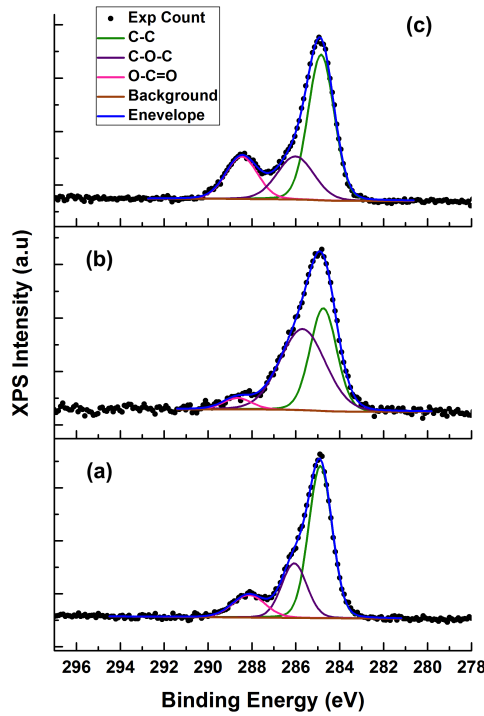 (c)
Exp Count
C-C
C-O-C
O-C=O
Background
Enevelope
(b)
(a)
XPS Intensity (a.u)
296 294 292 290 288 286 284 282 280 278
Binding Energy (eV)